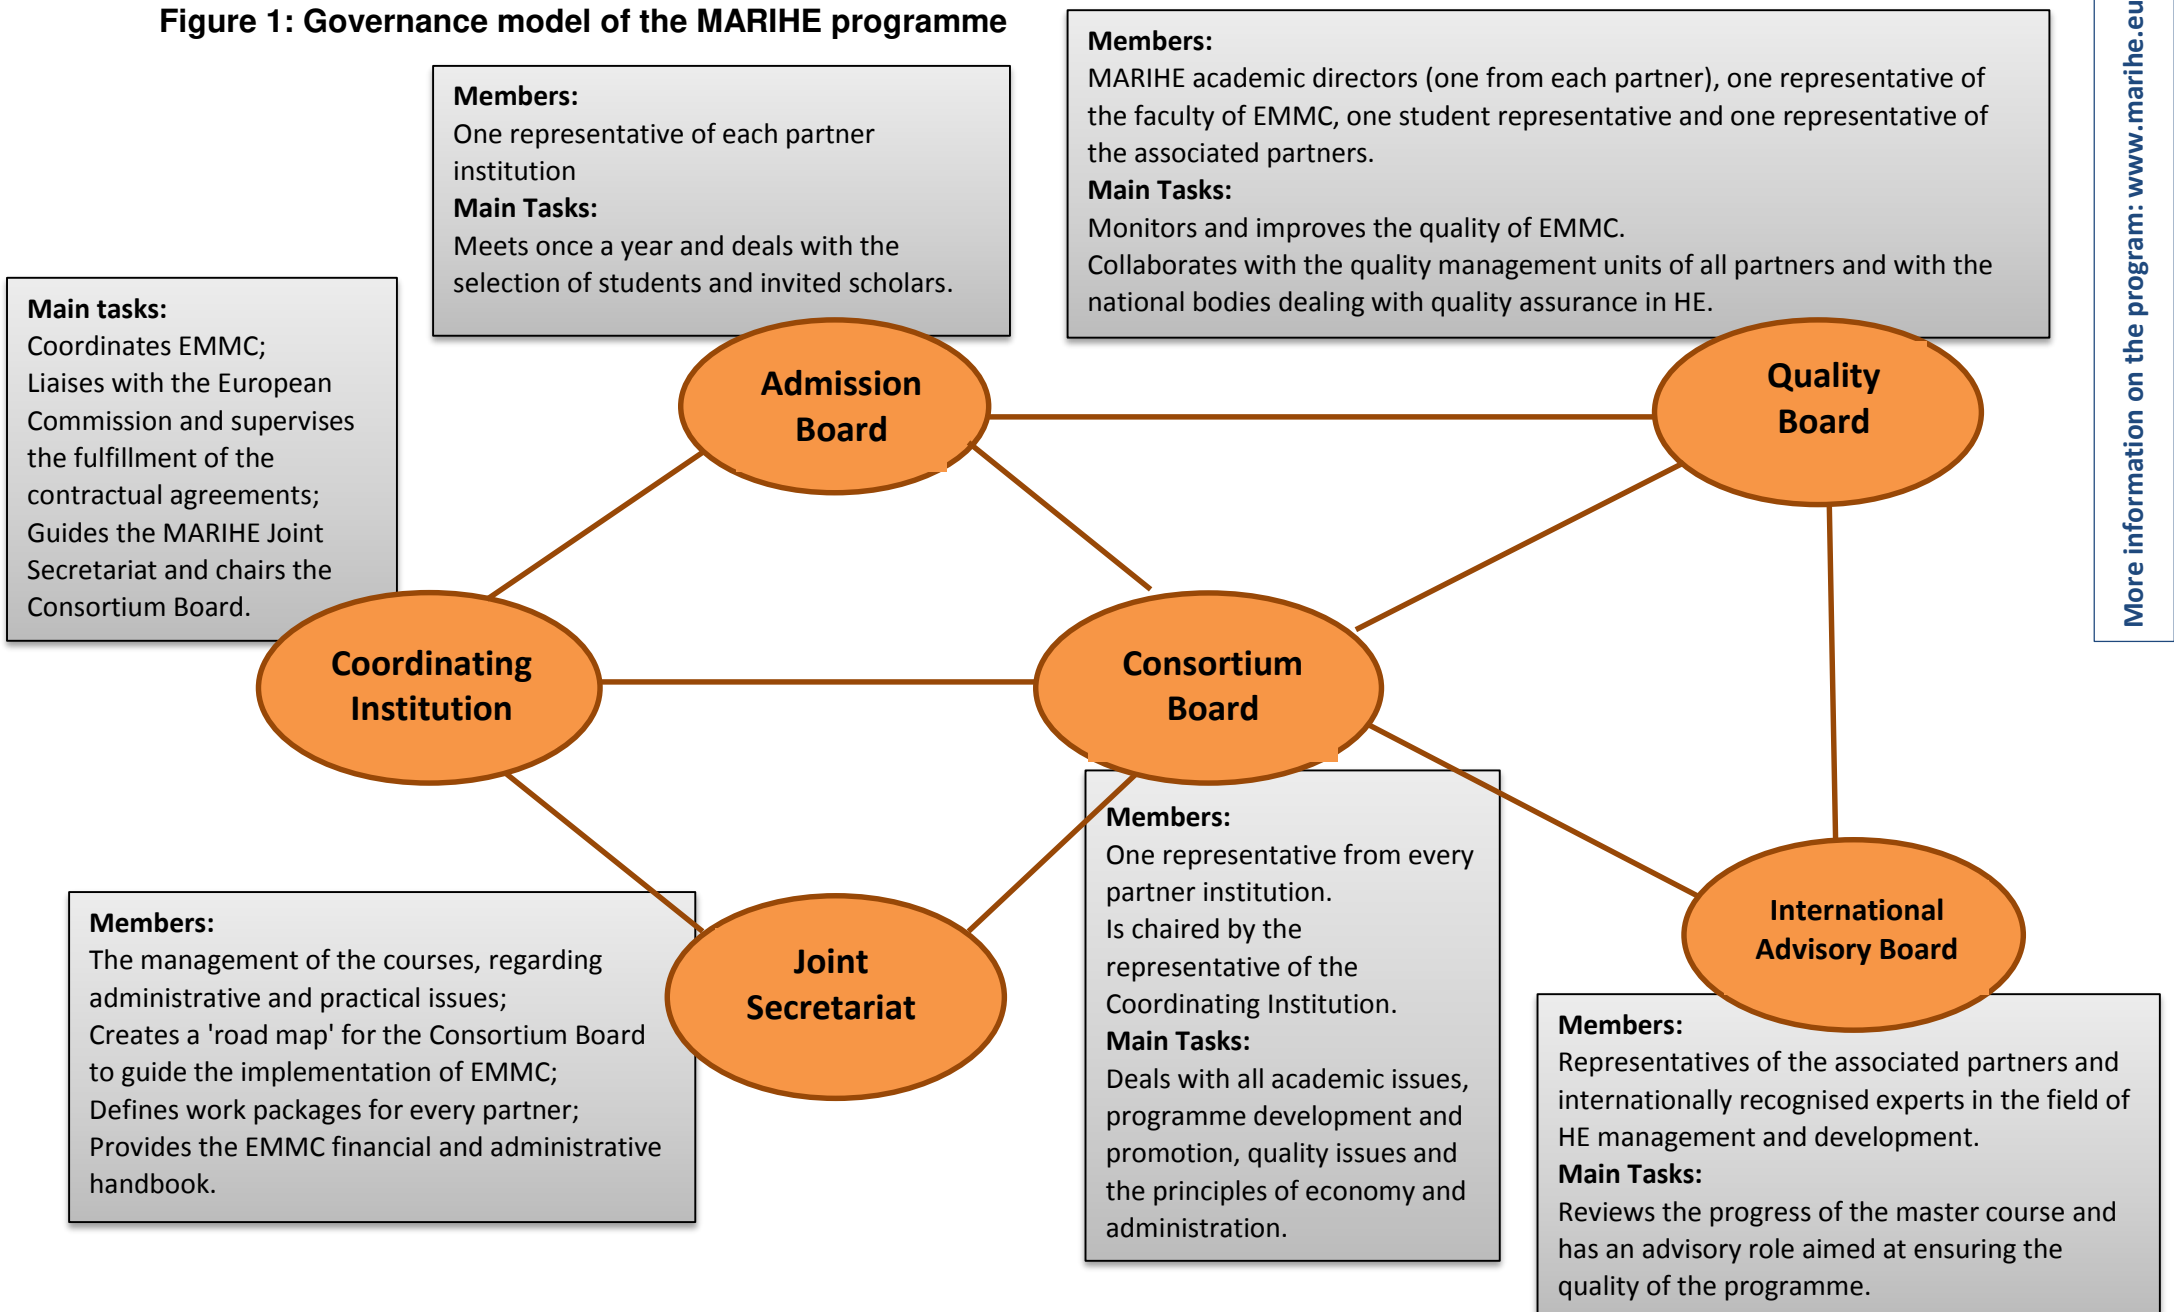 Figure 1: Governance model of the MARIHE programme
Members:
One representative of each partner
institution
Main Tasks:
Meets once a year and deals with the
selection of students and invited scholars.
Members:
MARIHE academic directors (one from each partner), one representative of
the faculty of EMMC, one student representative and one representative of
the associated partners.
Main Tasks:
Monitors and improves the quality of EMMC.
Collaborates with the quality management units of all partners and with the
national bodies dealing with quality assurance in HE.
More information on the program: www.marihe.eu
Main tasks:
Coordinates EMMC;
Liaises with the European
Commission and supervises
the fulfillment of the
contractual agreements;
Guides the MARIHE Joint
Secretariat and chairs the
Consortium Board.
Admission
Board
Quality
Board
Coordinating
Institution
Consortium
Board
Members:
The management of the courses, regarding
administrative and practical issues;
Creates a 'road map' for the Consortium Board
to guide the implementation of EMMC;
Defines work packages for every partner;
Provides the EMMC financial and administrative
handbook.
Joint
Secretariat
Members:
One representative from every
partner institution.
Is chaired by the
representative of the
Coordinating Institution.
Main Tasks:
Deals with all academic issues,
programme development and
promotion, quality issues and
the principles of economy and
administration.
International
Advisory Board
Members:
Representatives of the associated partners and
internationally recognised experts in the field of
HE management and development.
Main Tasks:
Reviews the progress of the master course and
has an advisory role aimed at ensuring the
quality of the programme.